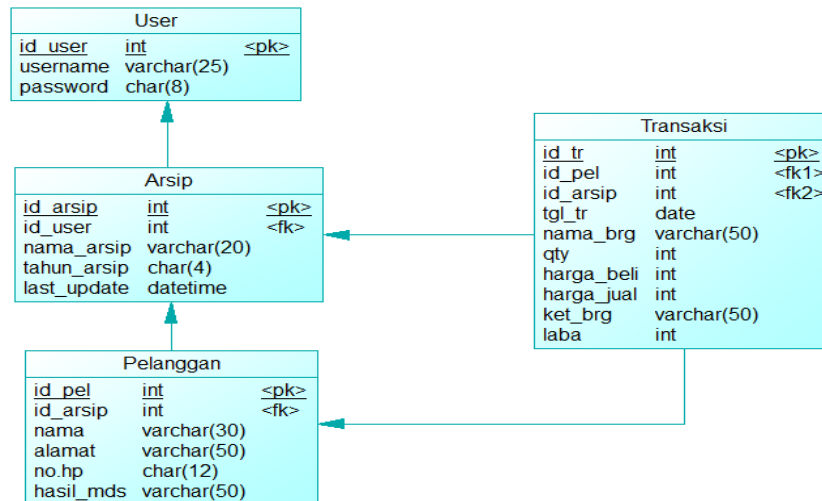 User
id_user int <pk>
username varchar(25)
password char(8)
Arsip
id_arsip int <pk>
id_user int <fk>
nama_arsip varchar(20)
tahun_arsip char(4)
last_update datetime
Pelanggan
id_pel int <pk>
id_arsip int <fk>
nama varchar(30)
alamat varchar(50)
no.hp char(12)
hasil_mds varchar(50)
Transaksi
id_tr int <pk>
id_pel int <fk1>
id_arsip int <fk2>
tgl_tr date
nama_brg varchar(50)
qty int
harga_beli int
harga_jual int
ket_brg varchar(50)
laba int